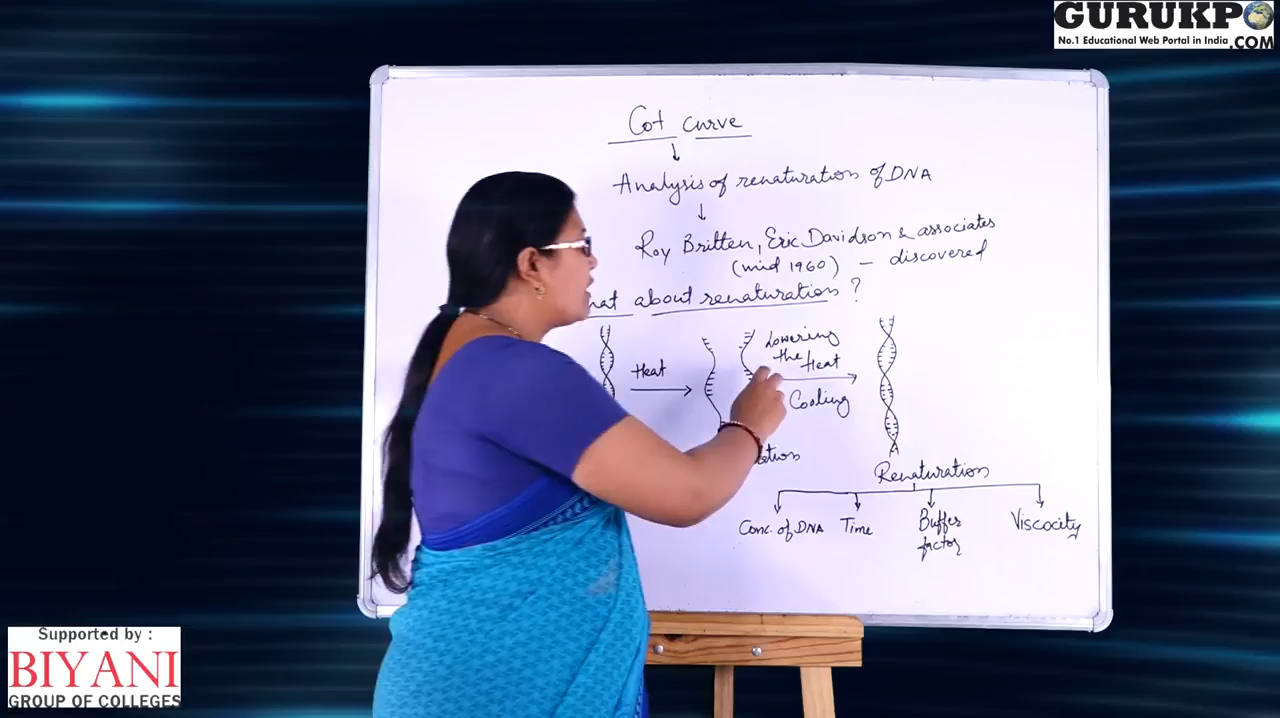 GURUKPO
No.1 Educational Web Portal in India
.COM
Cot curve
Analysis of renaturation of DNA
Roy Britten, Eric Davidson & associates
(mid 1960) – discovered
about renaturation ?
Heat
Lowering
the Heat
Cooling
Renaturation
Conc. of DNA Time Buffer factor Viscocity
Supported by :
BIYANI
GROUP OF COLLEGES